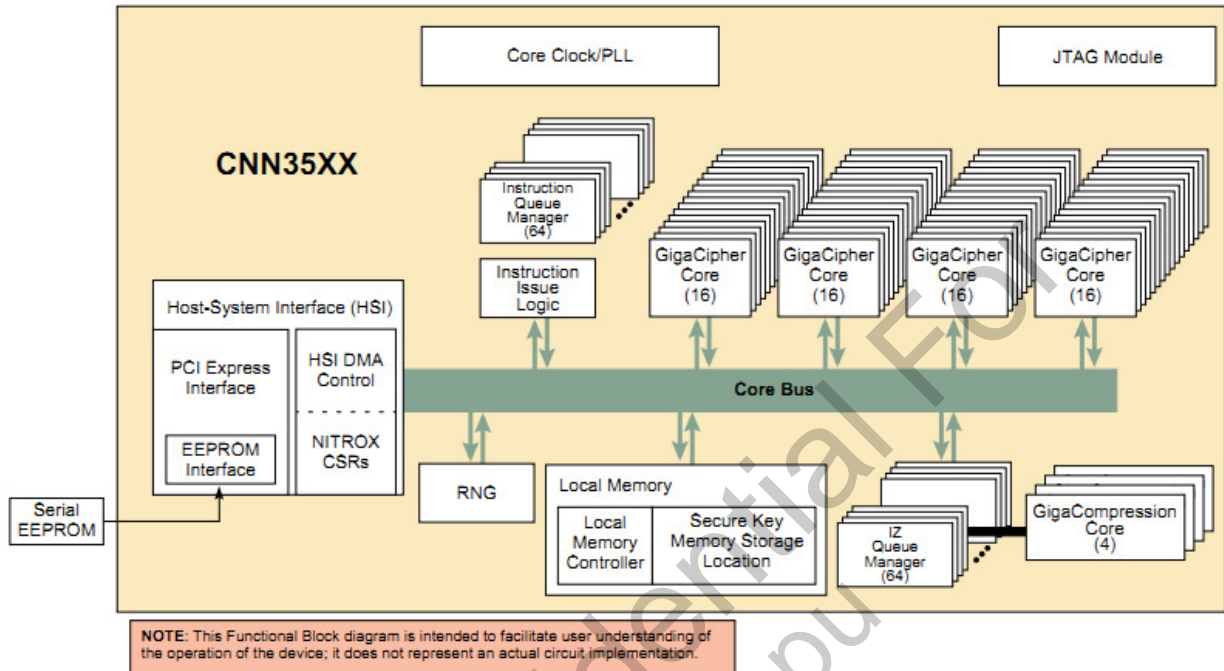 Core Clock/PLL
JTAG Module
CNN35XX
Instruction
Queue
Manager
(64)
GigaCipher
Core
(16)
GigaCipher
Core
(16)
GigaCipher
Core
(16)
GigaCipher
Core
(16)
Instruction
Issue
Logic
Host-System Interface (HSI)
PCI Express
Interface
HSI DMA
Control
EEPROM
Interface
NITROX
CSRs
Core Bus
Serial
EEPROM
RNG
Local Memory
Local
Memory
Controller
Secure Key
Memory Storage
Location
IZ
Queue
Manager
(64)
GigaCompression
Core
(4)
NOTE: This Functional Block diagram is intended to facilitate user understanding of
the operation of the device; it does not represent an actual circuit implementation.
For